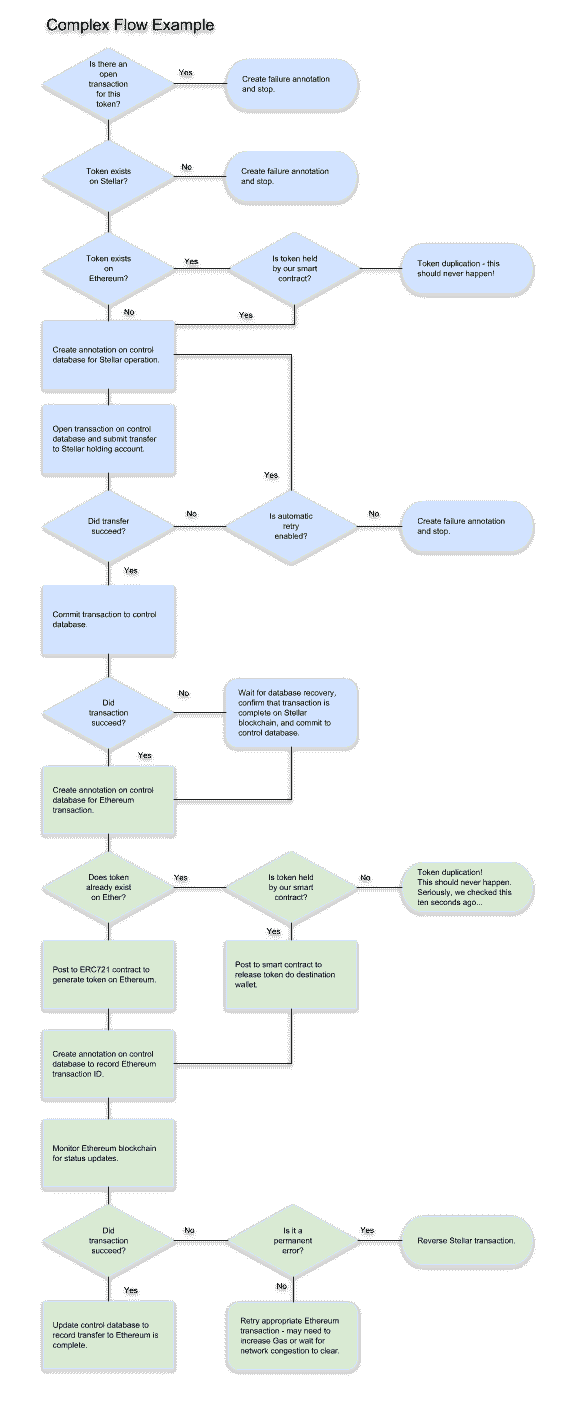 Complex Flow Example
Is there an
open
transaction
for this
token?
Yes
Create failure annotation
and stop.
Token exists
on Stellar?
No
Create failure annotation
and stop.
Token exists
on
Ethereum?
Yes
Is token held
by our smart
contract?
Token duplication - this
should never happen!
No
Yes
Create annotation on control
database for Stellar operation.
Open transaction on control
database and submit transfer
to Stellar holding account.
Yes
Did transfer
succeed?
No
Is automatic
retry
enabled?
No
Create failure annotation
and stop.
Yes
Commit transaction to control
database.
Did
transaction
succeed?
No
Wait for database recovery,
confirm that transaction is
complete on Stellar
blockchain, and commit to
control database.
Yes
Create annotation on control
database for Ethereum
transaction.
Does token
already exist
on Ether?
Yes
Is token held
by our smart
contract?
No
Token duplication!
This should never happen.
Seriously, we checked this
ten seconds ago...
Yes
Post to ERC721 contract to
generate token on Ethereum.
Post to smart contract to
release token do destination
wallet.
Create annotation on control
database to record Ethereum
transaction ID.
Monitor Ethereum blockchain
for status updates.
Did
transaction
succeed?
No
Is it a
permanent
error?
Yes
Reverse Stellar transaction.
Yes
No
Update control database to
record transfer to Ethereum is
complete.
Retry appropriate Ethereum
transaction - may need to
increase Gas or wait for
network congestion to clear.